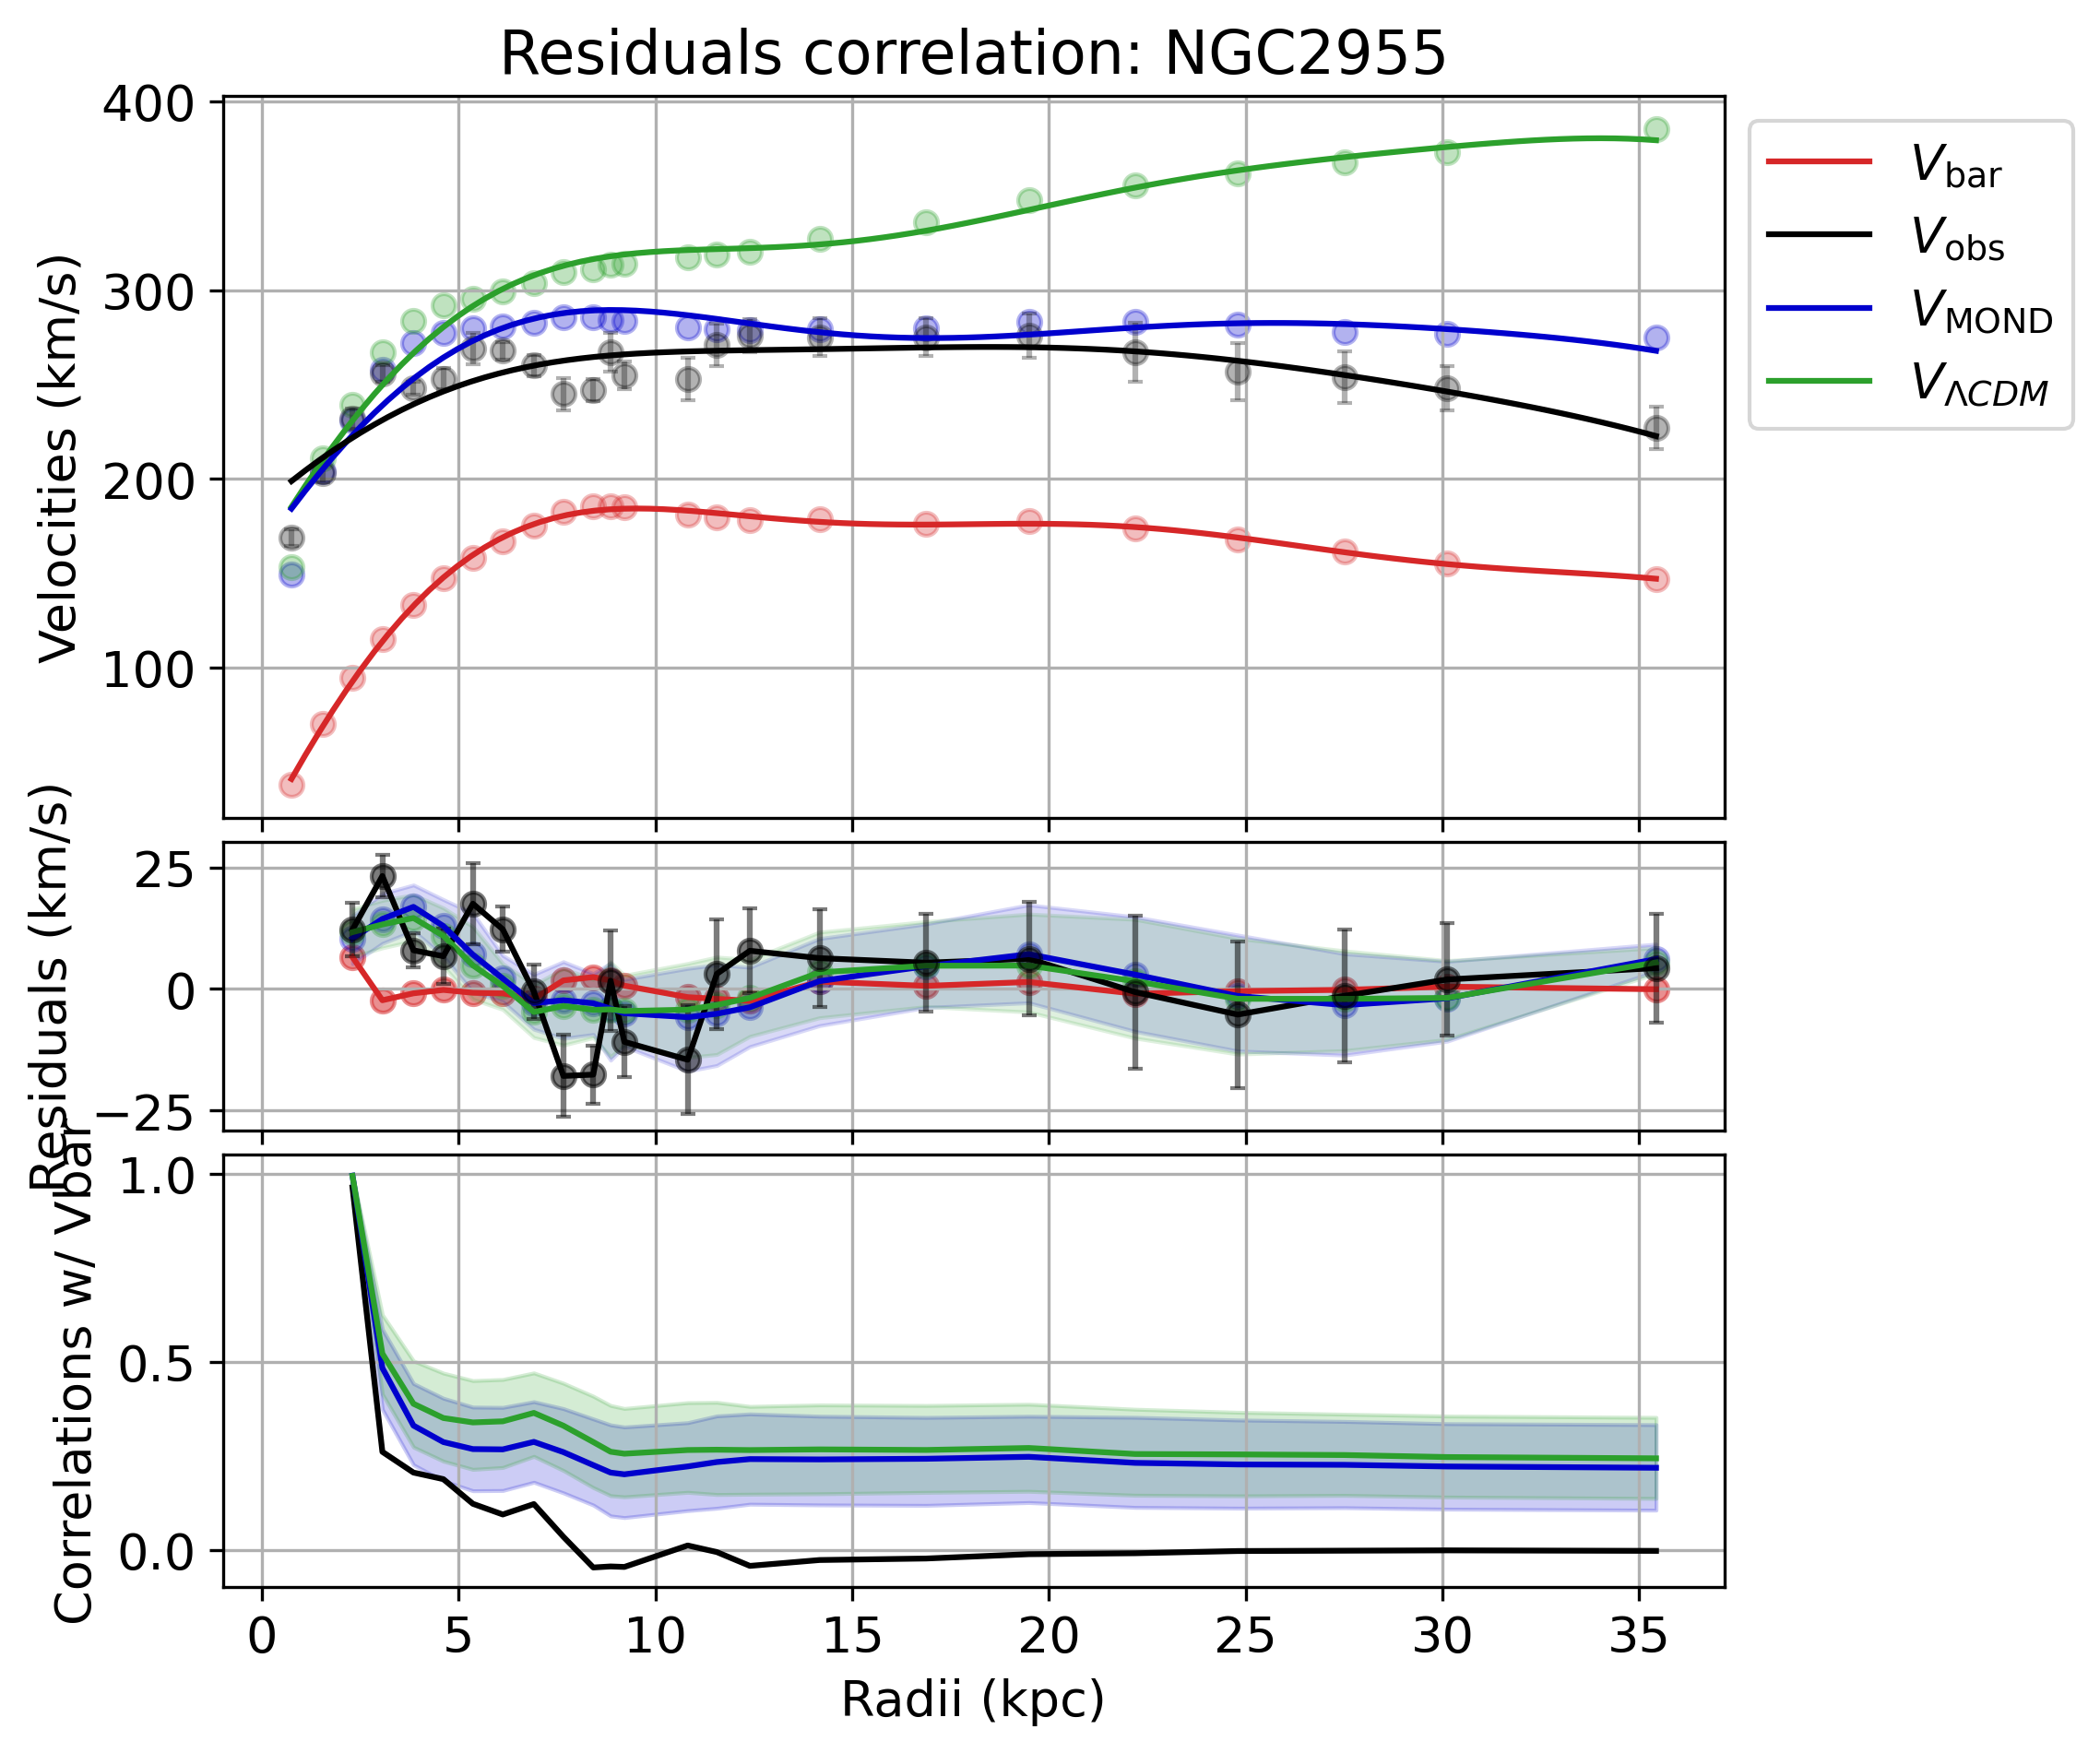 Residuals correlation: NGC2955
400
300
200
100
Velocities (km/s)
V_bar
V_obs
V_MOND
V_ΛCDM
25
0
−25
Residuals (km/s)
1.0
0.5
0.0
Correlations w/ Vbar
0 5 10 15 20 25 30 35
Radii (kpc)